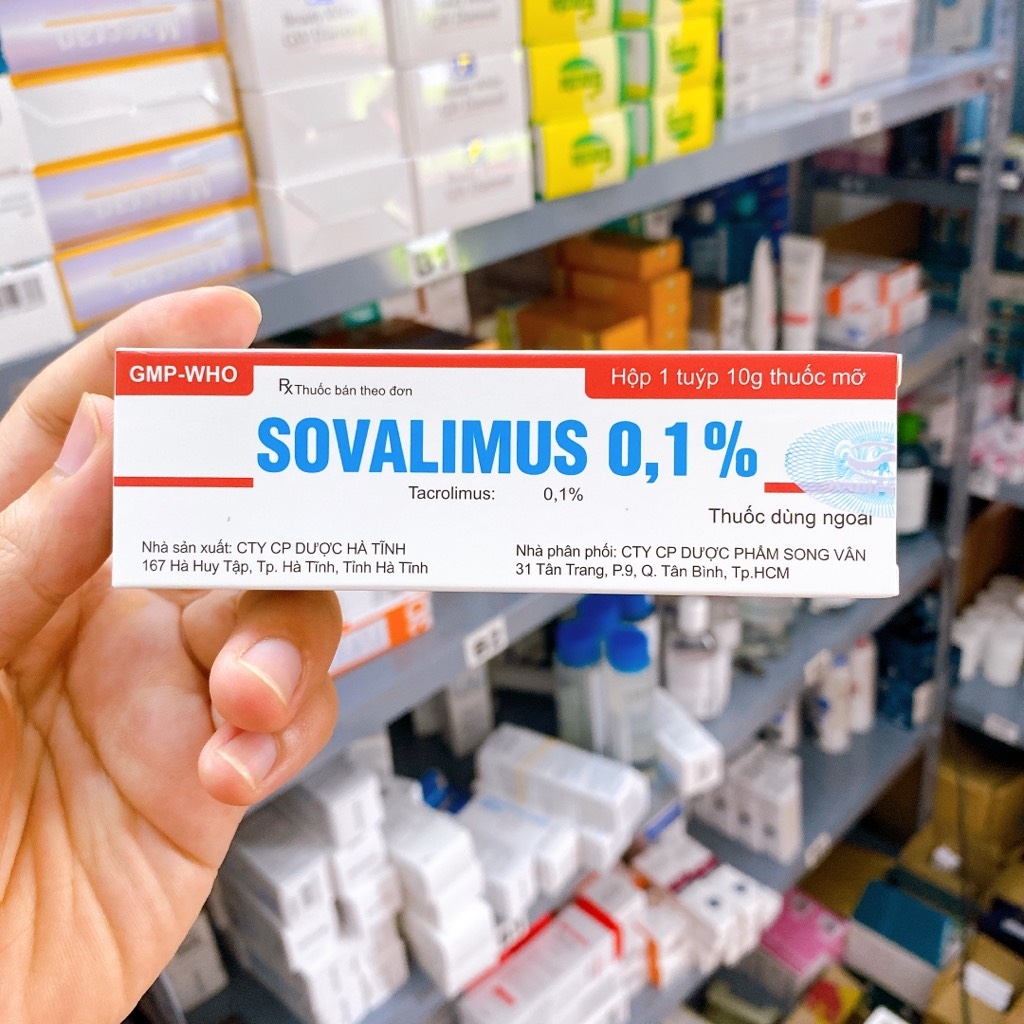 B1
GMP-WHO
Rx Thuốc bán theo đơn
Hộp 1 tuýp 10g thuốc mỡ
SOVALIMUS 0,1%
Tacrolimus: 0,1%
Thuốc dùng ngoài
Nhà sản xuất: CTY CP DƯỢC HÀ TĨNH
167 Hà Huy Tập, Tp. Hà Tĩnh, Tỉnh Hà Tĩnh
Nhà phân phối: CTY CP DƯỢC PHẨM SONG VÂN
31 Tân Trang, P.9, Q. Tân Bình, Tp.HCM
B2